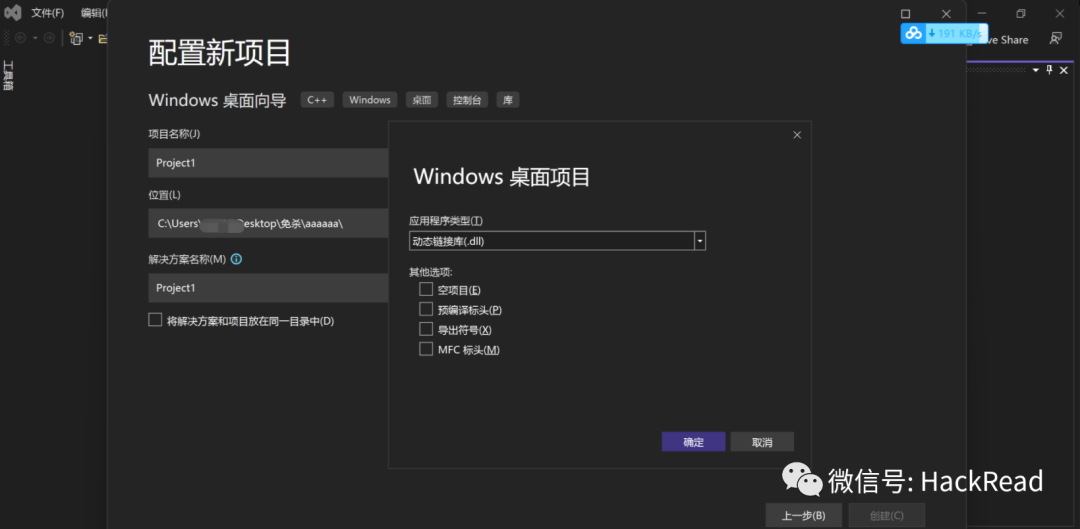 文件(F) 编辑(
191 KB/s
ve Share
工具箱
配置新项目
Windows 桌面向导 C++ Windows 桌面 控制台 库
项目名称(J)
Project1
位置(L)
C:\Users\ esktop\免杀\aaaaaa\
解决方案名称(M)
Project1
将解决方案和项目放在同一目录中(D)
Windows 桌面项目
应用程序类型(T)
动态链接库(.dll)
其他选项:
空项目(E)
预编译标头(P)
导出符号(X)
MFC 标头(M)
确定 取消
微信号: HackRead
上一步(B) 创建(C)